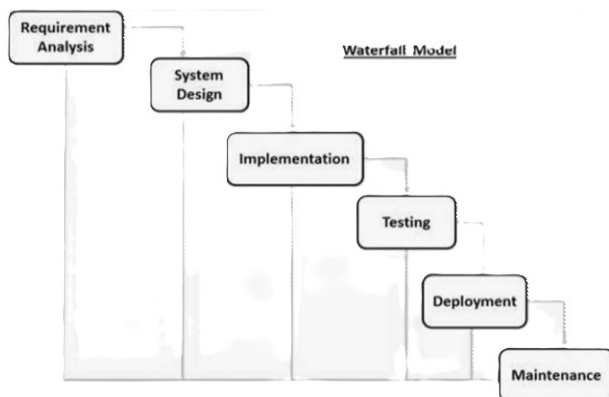 Requirement
Analysis
Waterfall Model
System
Design
Implementation
Testing
Deployment
Maintenance